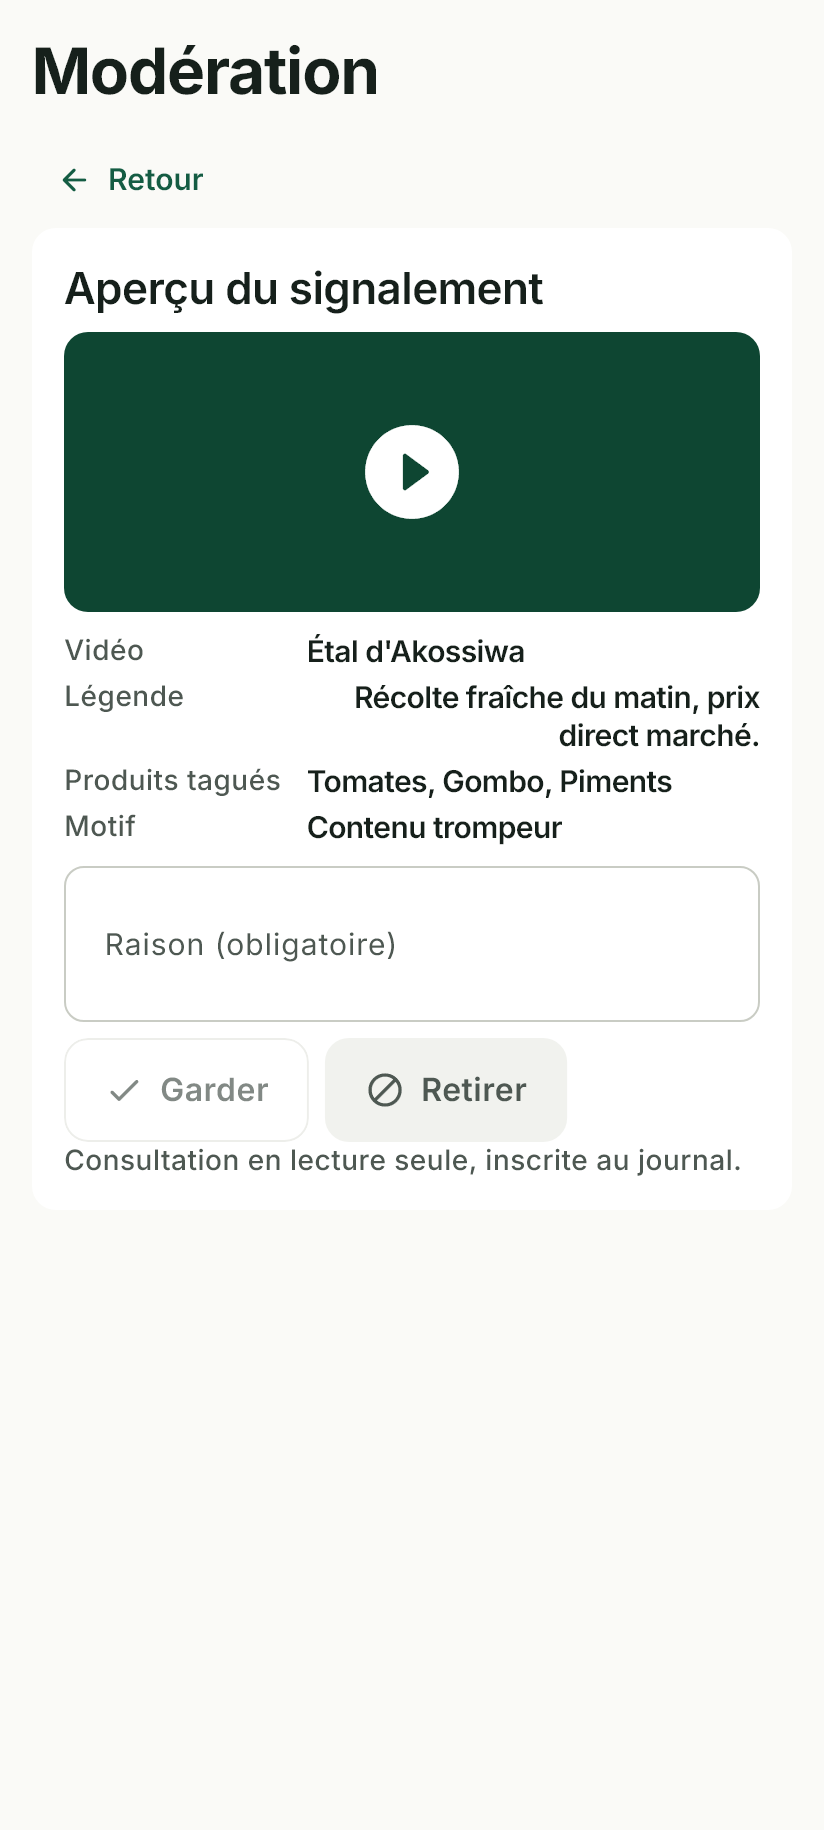 Modération
Retour
Aperçu du signalement
Vidéo Étal d'Akossiwa
Légende Récolte fraîche du matin, prix
direct marché.
Produits tagués Tomates, Gombo, Piments
Motif Contenu trompeur
Raison (obligatoire)
Garder Retirer
Consultation en lecture seule, inscrite au journal.